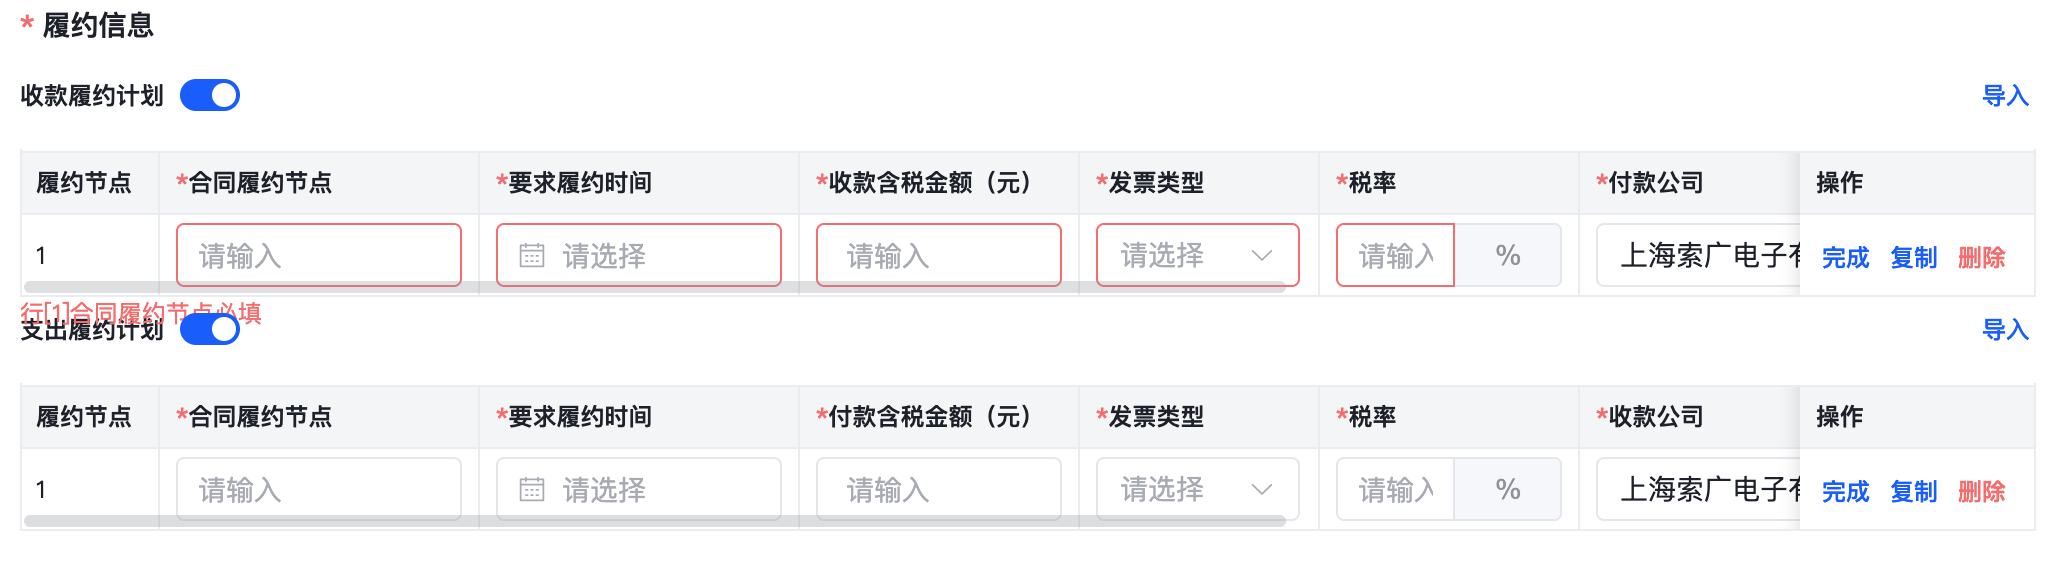 * 履约信息
收款履约计划 导入
履约节点 *合同履约节点 *要求履约时间 *收款含税金额（元） *发票类型 *税率 *付款公司 操作
1 请输入 请选择 请输入 请选择 请输入 % 上海索广电子有 完成 复制 删除
行[1]合同履约节点必填
支出履约计划 导入
履约节点 *合同履约节点 *要求履约时间 *付款含税金额（元） *发票类型 *税率 *收款公司 操作
1 请输入 请选择 请输入 请选择 请输入 % 上海索广电子有 完成 复制 删除